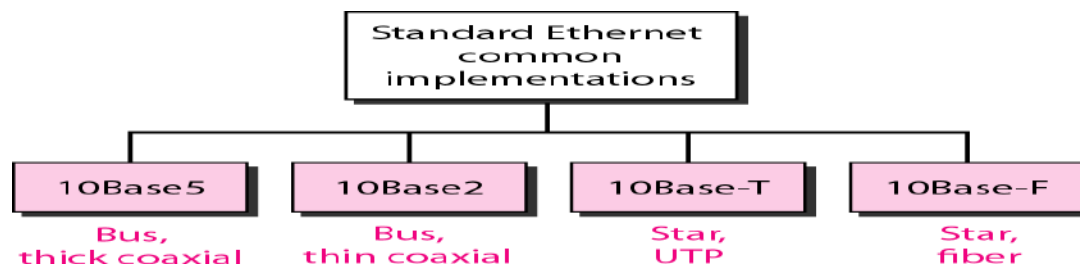 Standard Ethernet
common
implementations
10Base5
10Base2
10Base-T
10Base-F
Bus,
thick coaxial
Bus,
thin coaxial
Star,
UTP
Star,
fiber